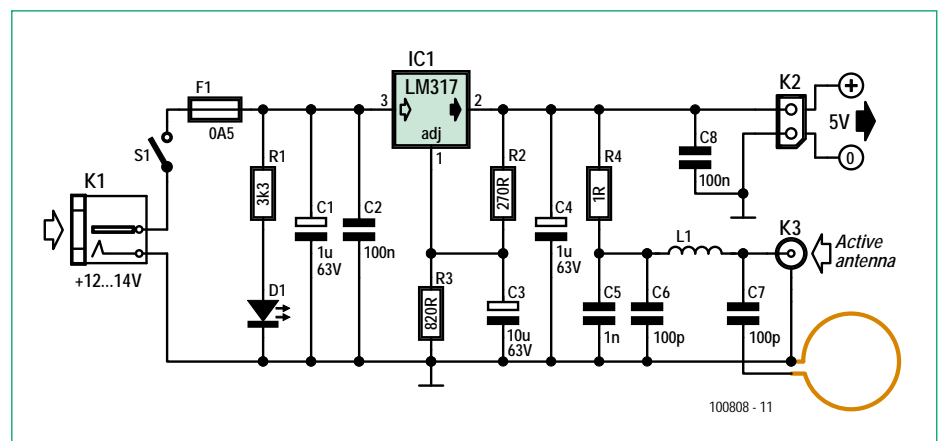 IC1
LM317
3
2
adj
1
F1
0A5
S1
K1
+12...14V
R1
3k3
D1
C1
1u
63V
C2
100n
R2
270R
R3
820R
C3
10u
63V
C4
1u
63V
R4
1R
C5
1n
C6
100p
L1
C7
100p
C8
100n
K2
+
5V
0
K3
Active
antenna
100808 - 11